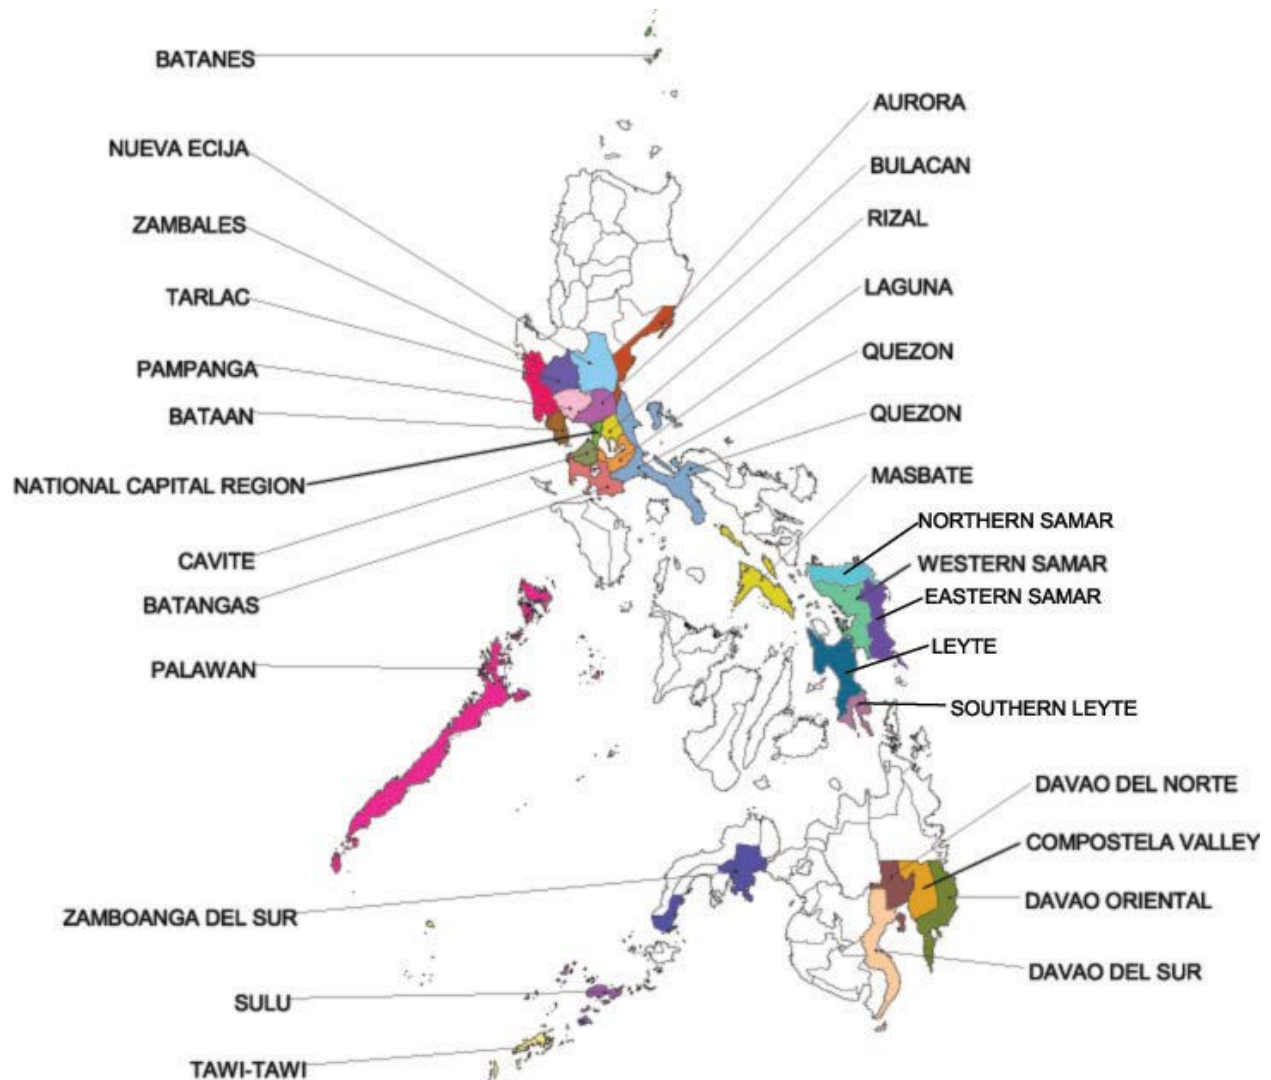 BATANES
NUEVA ECIJA
ZAMBALES
TARLAC
PAMPANGA
BATAAN
NATIONAL CAPITAL REGION
CAVITE
BATANGAS
PALAWAN
ZAMBOANGA DEL SUR
SULU
TAWI-TAWI
AURORA
BULACAN
RIZAL
LAGUNA
QUEZON
QUEZON
MASBATE
NORTHERN SAMAR
WESTERN SAMAR
EASTERN SAMAR
LEYTE
SOUTHERN LEYTE
DAVAO DEL NORTE
COMPOSTELA VALLEY
DAVAO ORIENTAL
DAVAO DEL SUR